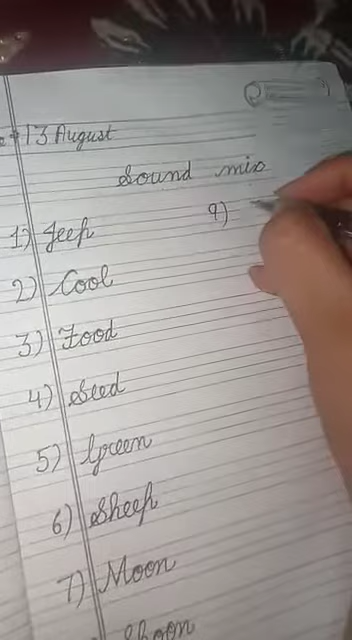 13 August
Sound mix
1) Jeep
2) Cool
3) Food
4) Seed
5) Green
6) Sheep
7) Moon
Spoon
9)